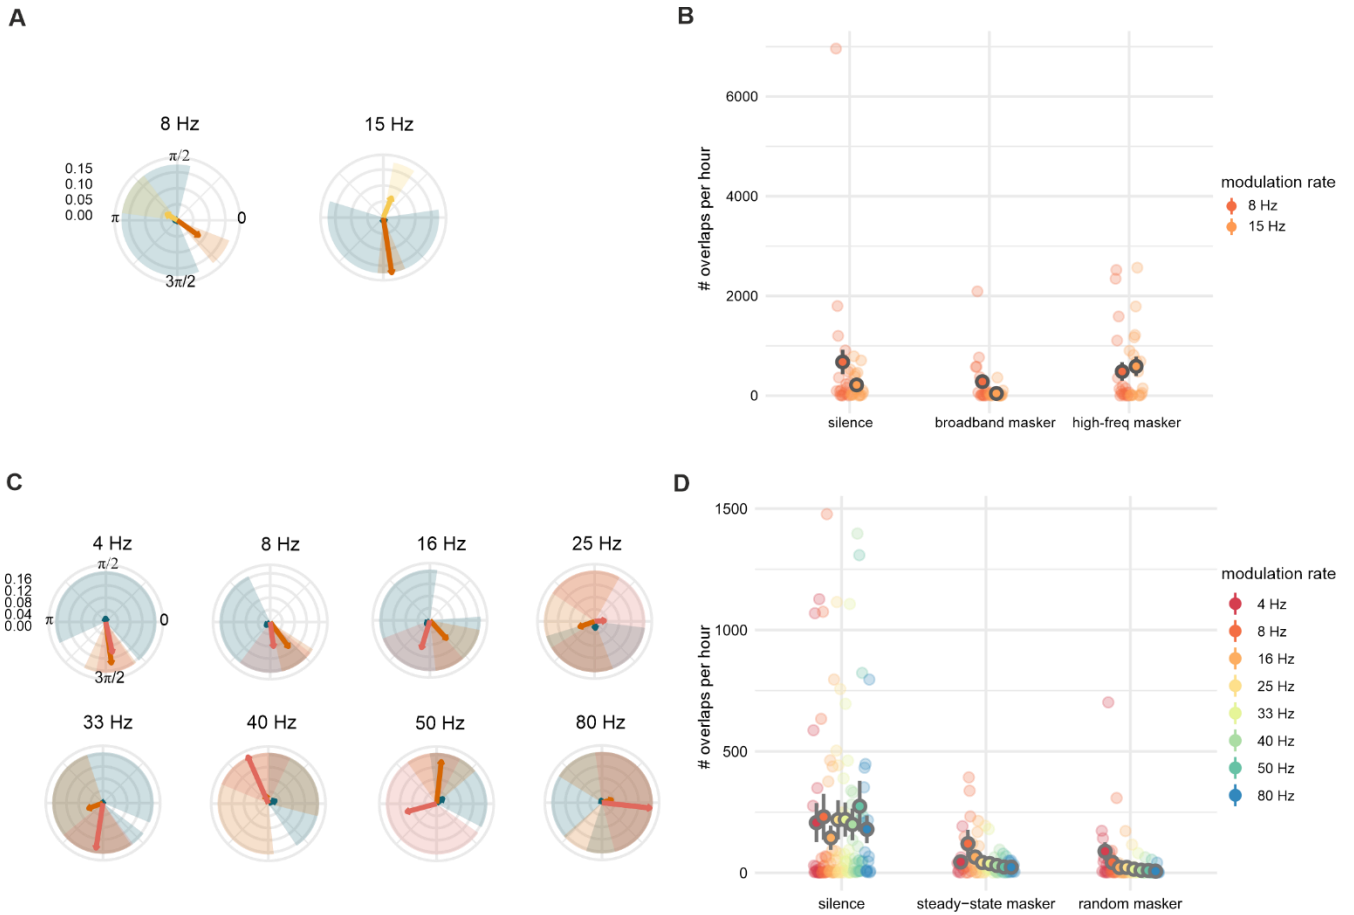 A
8 Hz
15 Hz
π/2
0.15
0.10
0.05
0.00
π
0
3π/2
B
# overlaps per hour
6000
4000
2000
0
silence
broadband masker
high-freq masker
modulation rate
8 Hz
15 Hz
C
4 Hz
8 Hz
16 Hz
25 Hz
π/2
0.16
0.12
0.08
0.04
0.00
π
0
3π/2
33 Hz
40 Hz
50 Hz
80 Hz
D
# overlaps per hour
1500
1000
500
0
silence
steady−state masker
random masker
modulation rate
4 Hz
8 Hz
16 Hz
25 Hz
33 Hz
40 Hz
50 Hz
80 Hz